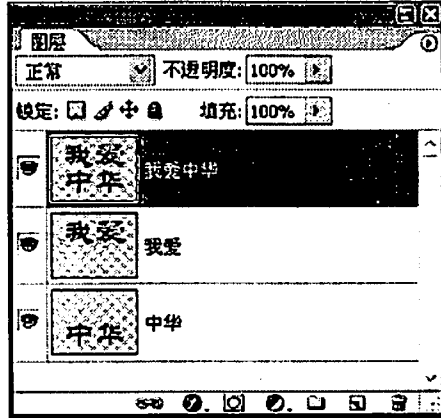 图层
正常 不透明度: 100%
锁定: 填充: 100%
我爱
中华 我爱中华
我爱 我爱
中华 中华